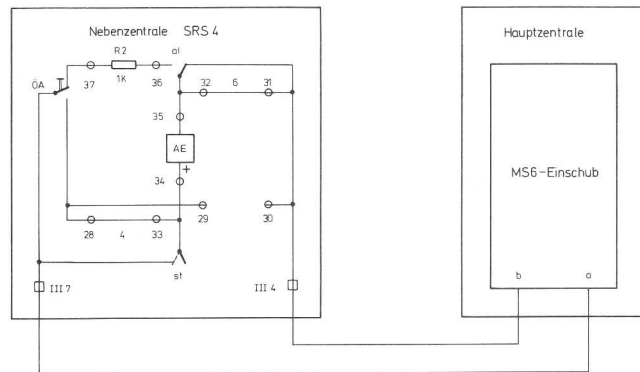 Nebenzentrale SRS 4
Hauptzentrale
R2
al
ÖA
37
1K
36
32
6
31
35
AE
+
34
MS6-Einschub
29
30
28
4
33
st
III 7
III 4
b
a